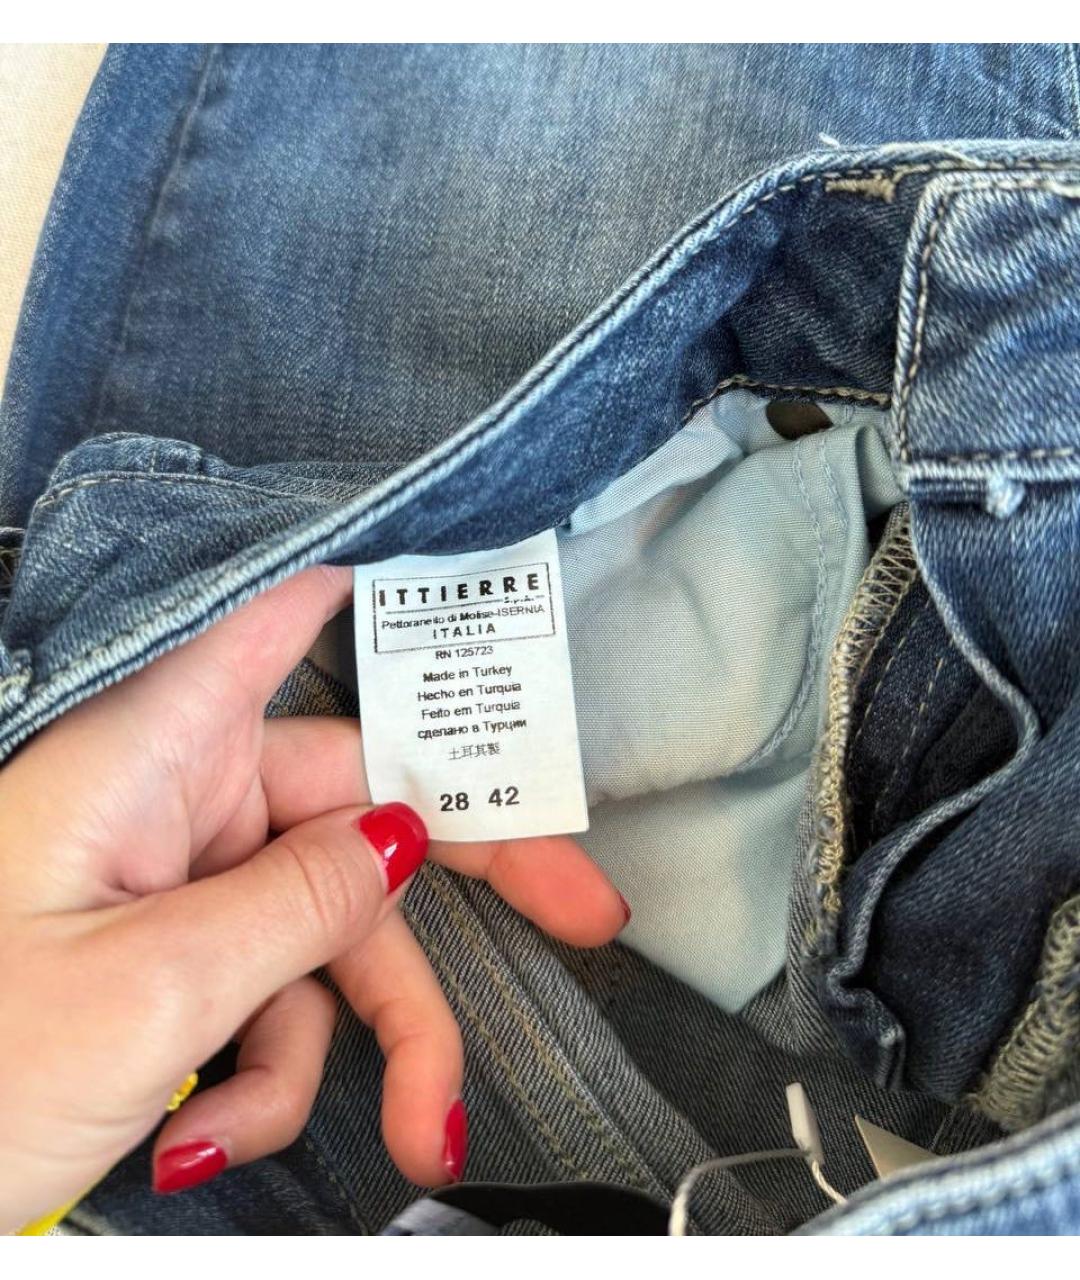 ITTIERRE
S.p.A.
Pettoranello di Molise-ISERNIA
ITALIA
RN 125723
Made in Turkey
Hecho en Turquia
Feito em Turquia
сделано в Турции
土耳其製
28 42